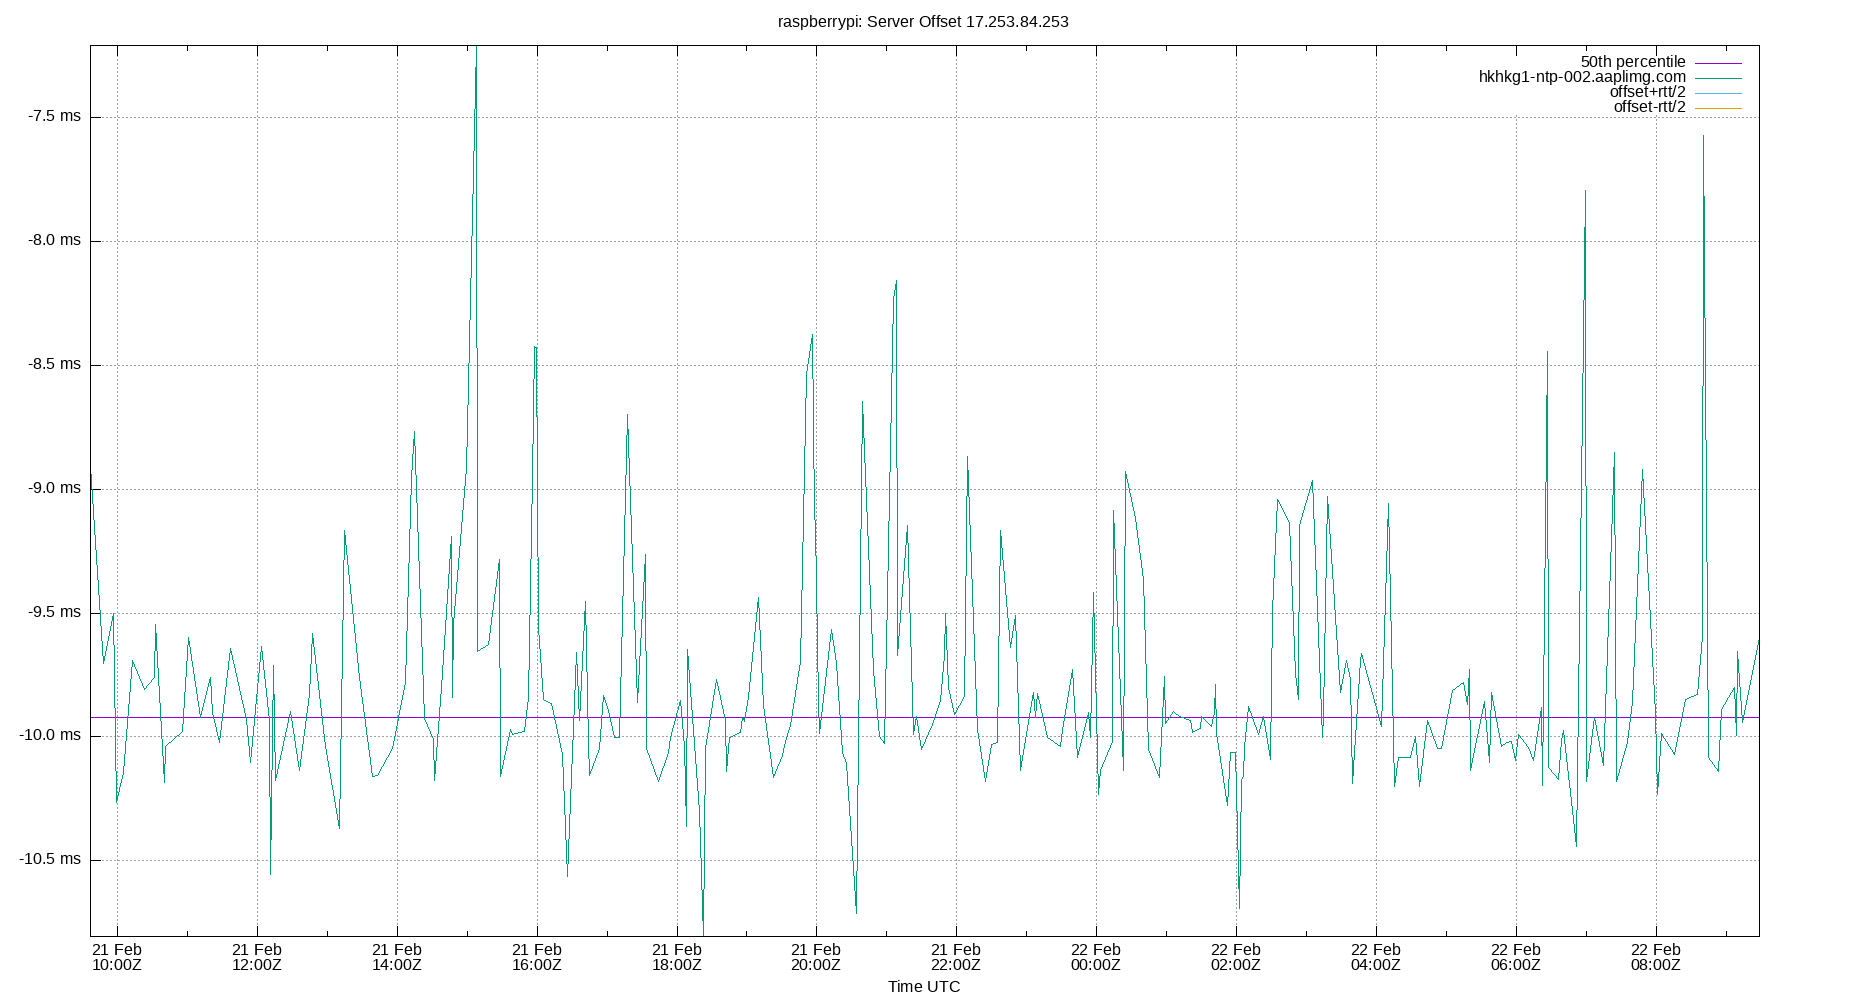 raspberrypi: Server Offset 17.253.84.253
50th percentile
hkhkg1-ntp-002.aaplimg.com
offset+rtt/2
offset-rtt/2
-7.5 ms
-8.0 ms
-8.5 ms
-9.0 ms
-9.5 ms
-10.0 ms
-10.5 ms
21 Feb 21 Feb 21 Feb 21 Feb 21 Feb 21 Feb 21 Feb 22 Feb 22 Feb 22 Feb 22 Feb 22 Feb
10:00Z 12:00Z 14:00Z 16:00Z 18:00Z 20:00Z 22:00Z 00:00Z 02:00Z 04:00Z 06:00Z 08:00Z
Time UTC